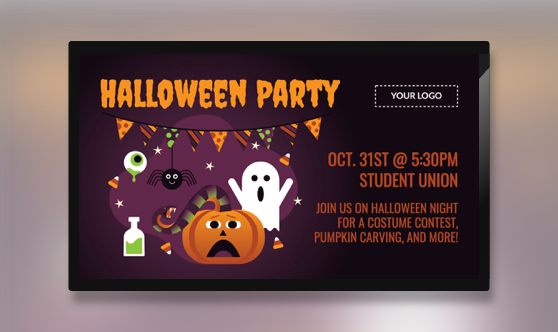 HALLOWEEN PARTY
YOUR LOGO
OCT. 31ST @ 5:30PM
STUDENT UNION
JOIN US ON HALLOWEEN NIGHT
FOR A COSTUME CONTEST,
PUMPKIN CARVING, AND MORE!